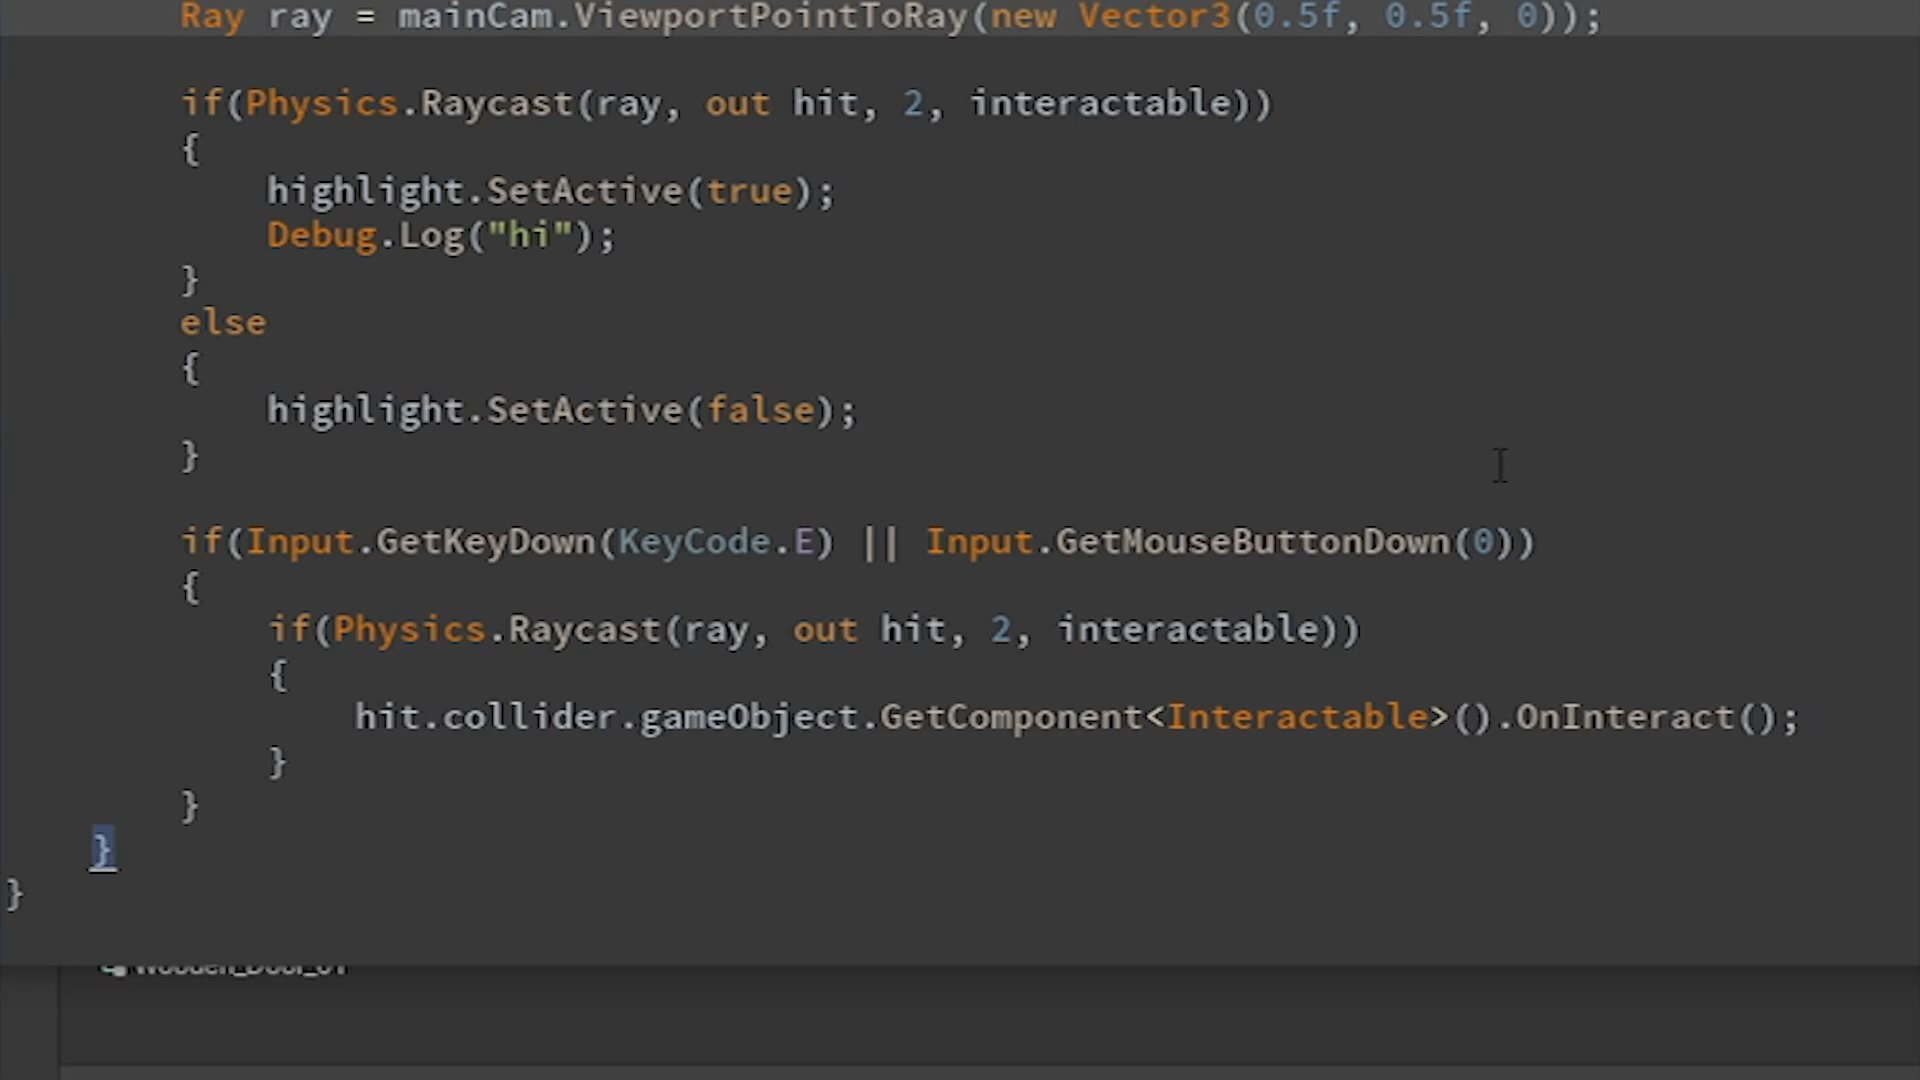 Ray ray = mainCam.ViewportPointToRay(new Vector3(0.5f, 0.5f, 0));
if(Physics.Raycast(ray, out hit, 2, interactable))
{
highlight.SetActive(true);
Debug.Log("hi");
}
else
{
highlight.SetActive(false);
}
if(Input.GetKeyDown(KeyCode.E) || Input.GetMouseButtonDown(0))
{
if(Physics.Raycast(ray, out hit, 2, interactable))
{
hit.collider.gameObject.GetComponent<Interactable>().OnInteract();
}
}
}
}
Wooden_Door_01